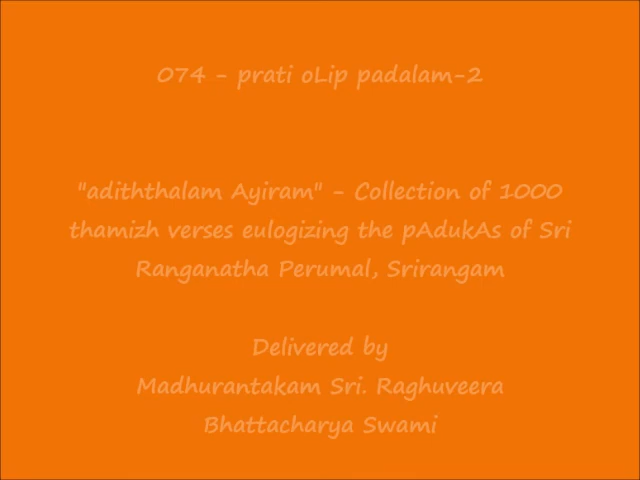 074 - prati oLip padalam-2
"adiththalam Ayiram" - Collection of 1000
thamizh verses eulogizing the pAdukAs of Sri
Ranganatha Perumal, Srirangam
Delivered by
Madhurantakam Sri. Raghuveera
Bhattacharya Swami